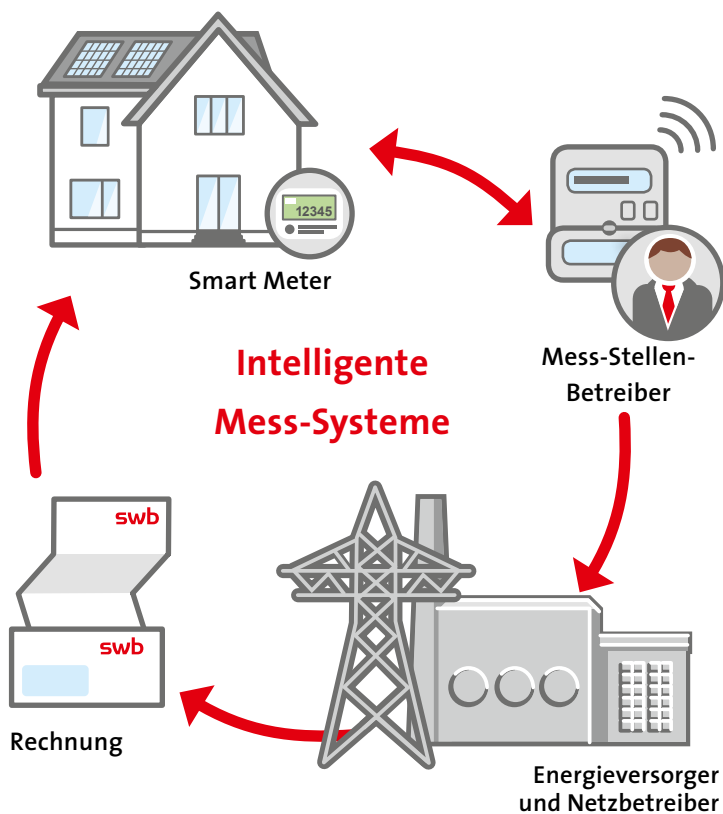 12345
Smart Meter
Mess-Stellen-
Betreiber
Intelligente
Mess-Systeme
swb
swb
Rechnung
Energieversorger
und Netzbetreiber